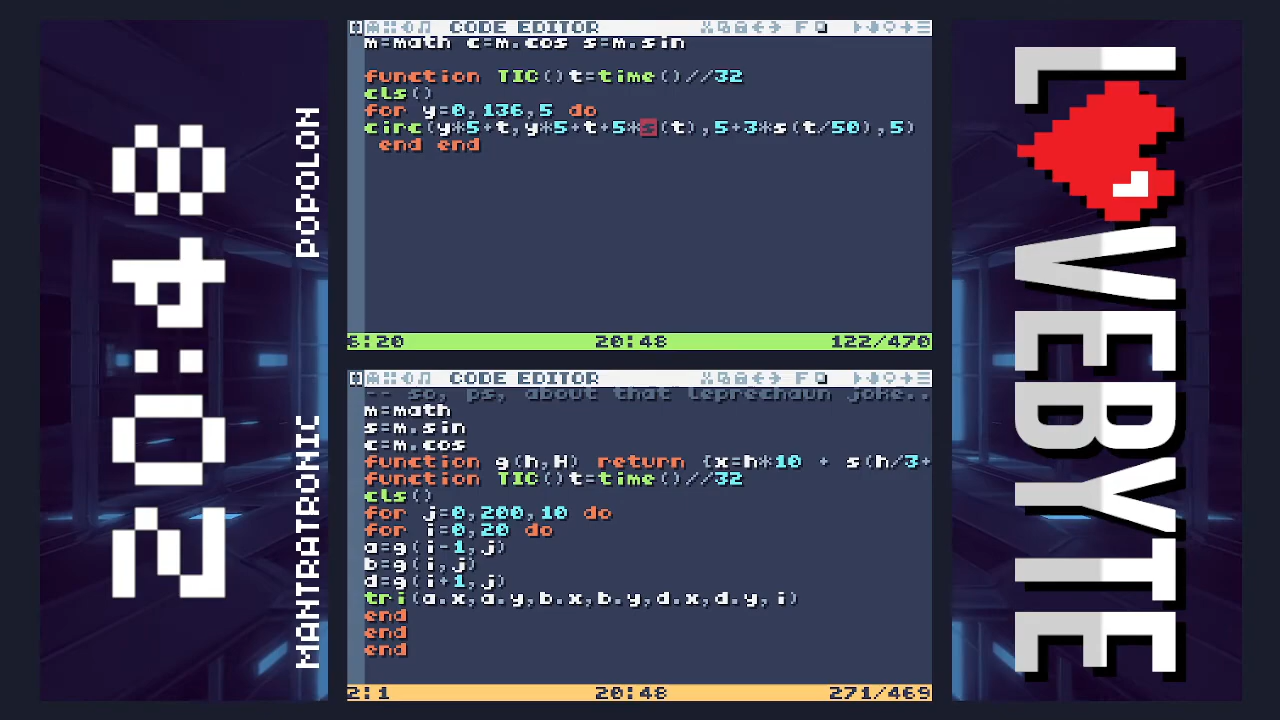 20:48
POPOLON
MANTRATRONIC
CODE EDITOR
m=math c=m.cos s=m.sin
function TIC()t=time()//32
cls()
for y=0,136,5 do
circ(y*5+t,y*5+t+5*s(t),5+3*s(t/50),5)
end end
6:20 20:48 122/470
CODE EDITOR
-- so, ps, about that leprechaun joke..
m=math
s=m.sin
c=m.cos
function g(h,H) return {x=h*10 + s(h/3+
function TIC()t=time()//32
cls()
for j=0,200,10 do
for i=0,20 do
a=g(i-1,j)
b=g(i,j)
d=g(i+1,j)
tri(a.x,a.y,b.x,b.y,d.x,d.y,i)
end
end
end
2:1 20:48 271/469
L VEBYTE